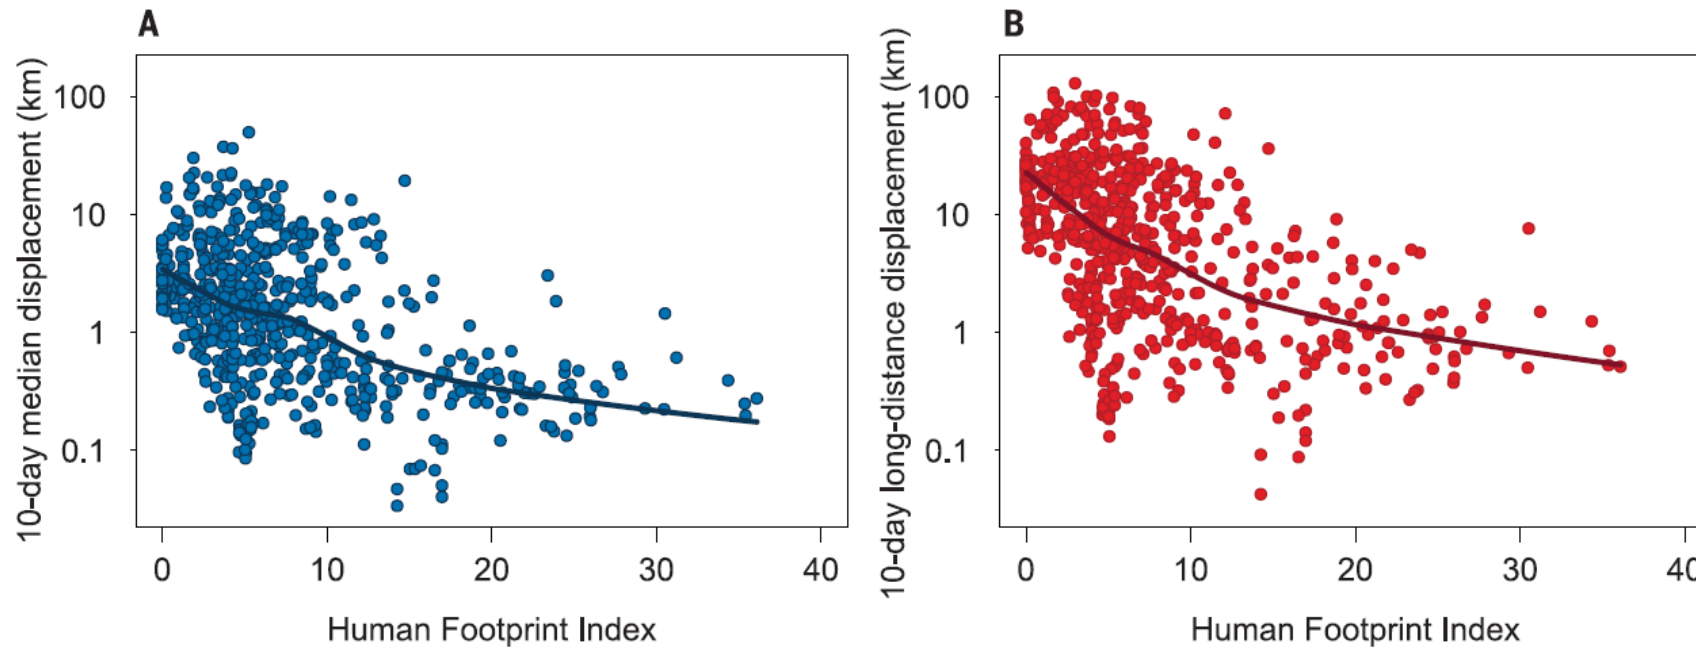 A
10-day median displacement (km)
100
10
1
0.1
0 10 20 30 40
Human Footprint Index
B
10-day long-distance displacement (km)
100
10
1
0.1
0 10 20 30 40
Human Footprint Index